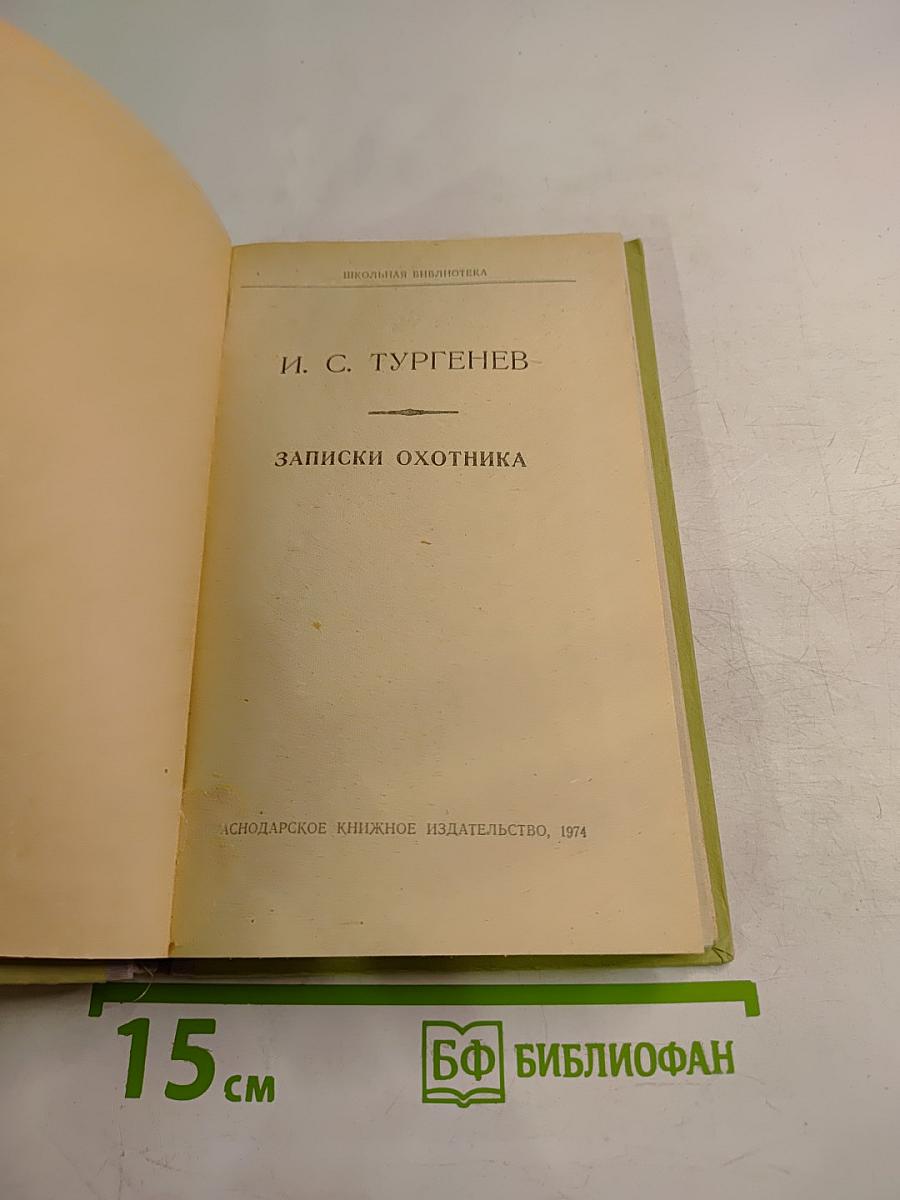 ШКОЛЬНАЯ БИБЛИОТЕКА
И. С. ТУРГЕНЕВ
ЗАПИСКИ ОХОТНИКА
АСНОДАРСКОЕ КНИЖНОЕ ИЗДАТЕЛЬСТВО, 1974
15 см
БФ БИБЛИОФАН